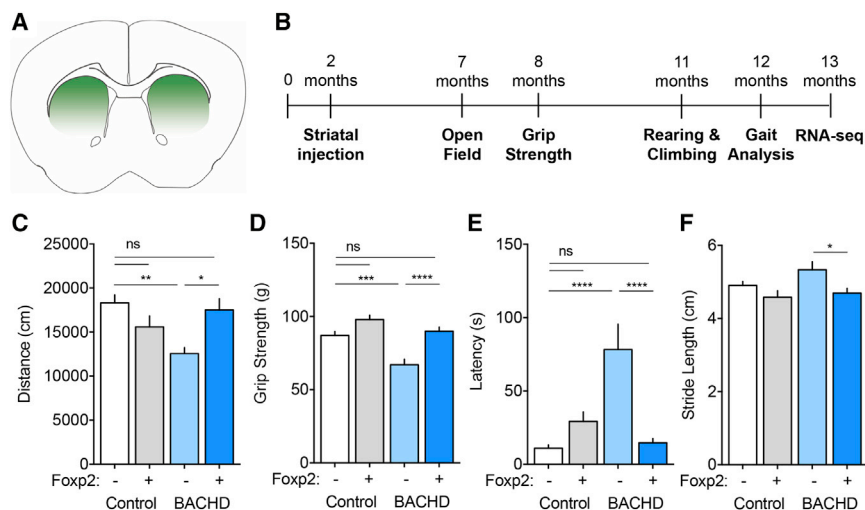 A
B
0
2
months
7
months
8
months
11
months
12
months
13
months
Striatal
injection
Open
Field
Grip
Strength
Rearing &
Climbing
Gait
Analysis
RNA-seq
C
25000
20000
15000
10000
5000
0
Distance (cm)
ns
**
*
Foxp2: - + - +
Control BACHD
D
150
100
50
0
Grip Strength (g)
ns
***
****
Foxp2: - + - +
Control BACHD
E
150
100
50
0
Latency (s)
ns
****
****
Foxp2: - + - +
Control BACHD
F
6
4
2
0
Stride Length (cm)
*
Foxp2: - + - +
Control BACHD